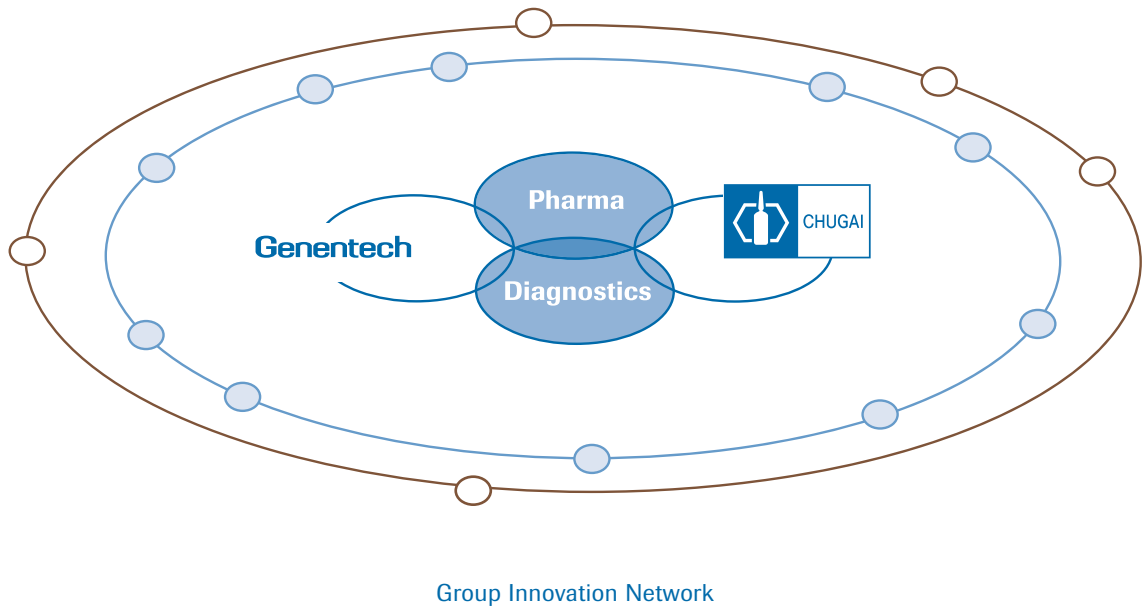 Pharma
Genentech
CHUGAI
Diagnostics
Group Innovation Network